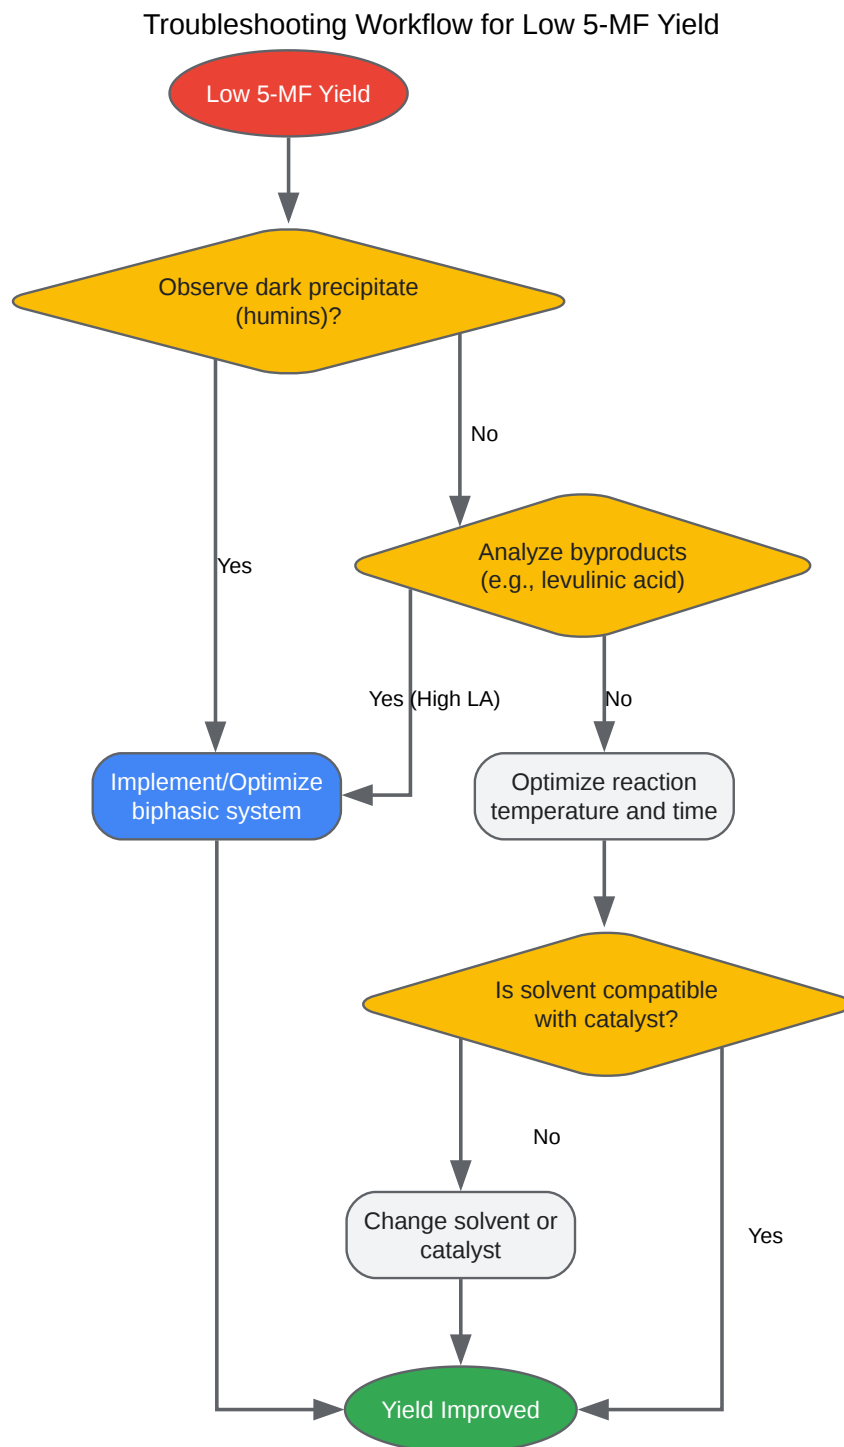 Troubleshooting Workflow for Low 5-MF Yield
Low 5-MF Yield
Observe dark precipitate
(humins)?
No
Yes
Analyze byproducts
(e.g., levulinic acid)
Yes (High LA)
No
Implement/Optimize
biphasic system
Optimize reaction
temperature and time
Is solvent compatible
with catalyst?
No
Change solvent or
catalyst
Yes
Yield Improved